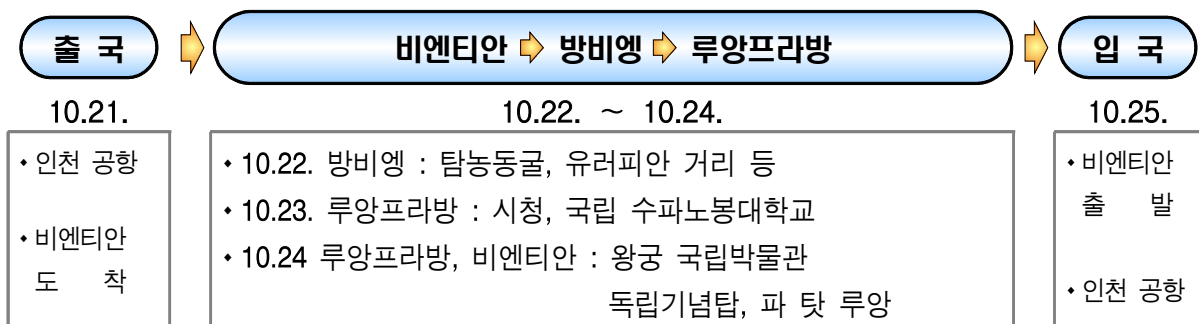 출 국
비엔티안 방비엥 루앙프라방
입 국
10.21.
10.22. ~ 10.24.
10.25.
• 인천 공항
• 비엔티안
도 착
• 10.22. 방비엥 : 탐농동굴, 유러피안 거리 등
• 10.23. 루앙프라방 : 시청, 국립 수파노봉대학교
• 10.24 루앙프라방, 비엔티안 : 왕궁 국립박물관
독립기념탑, 파 탓 루앙
• 비엔티안
출 발
• 인천 공항